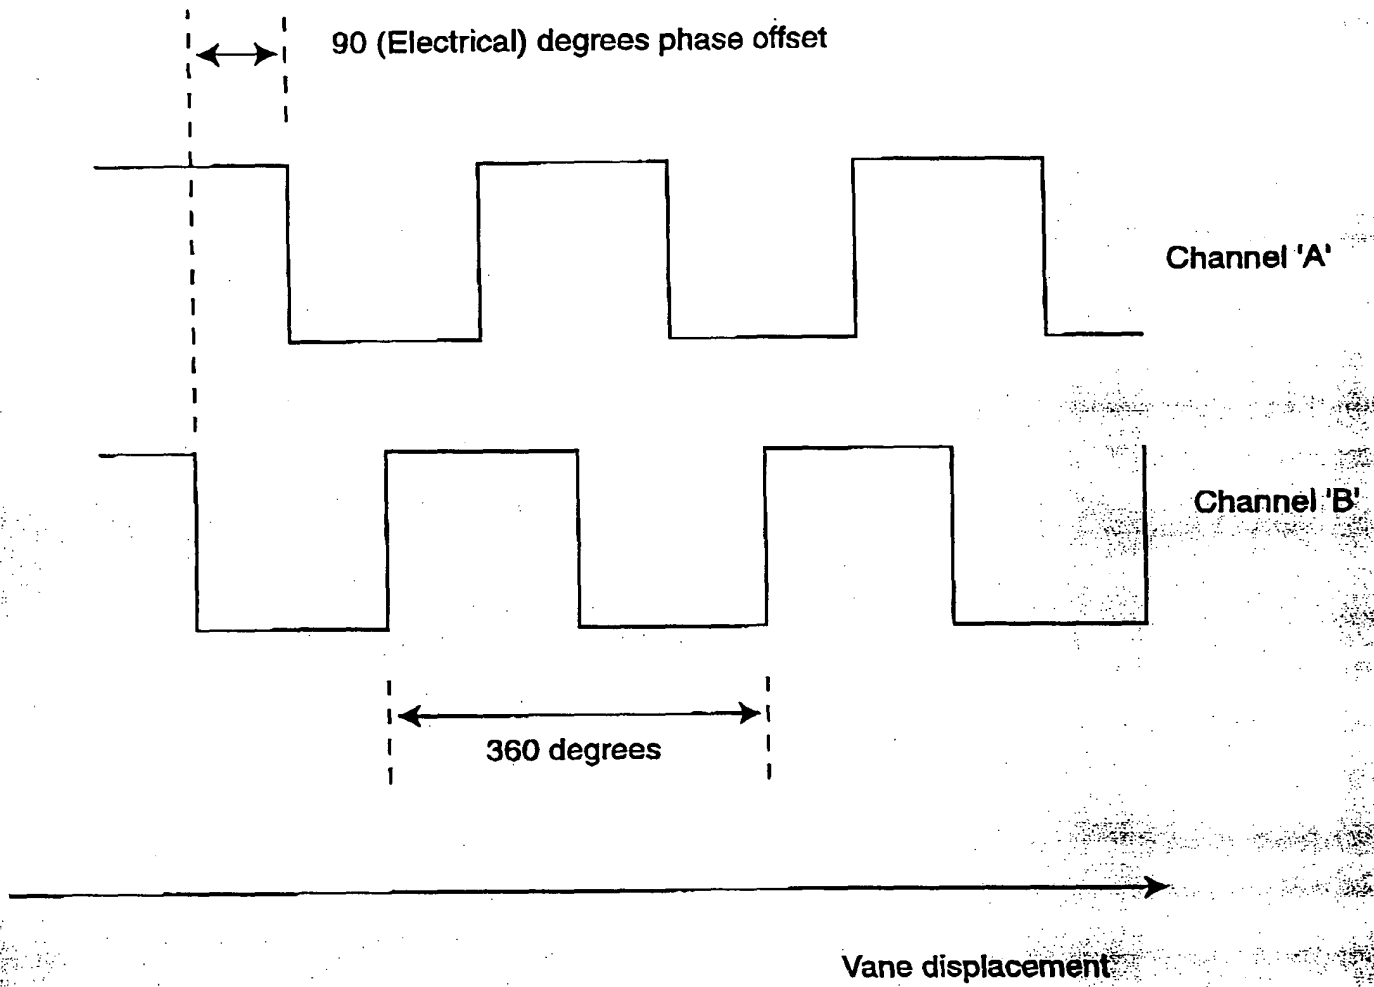 90 (Electrical) degrees phase offset
Channel 'A'
Channel 'B'
360 degrees
Vane displacement